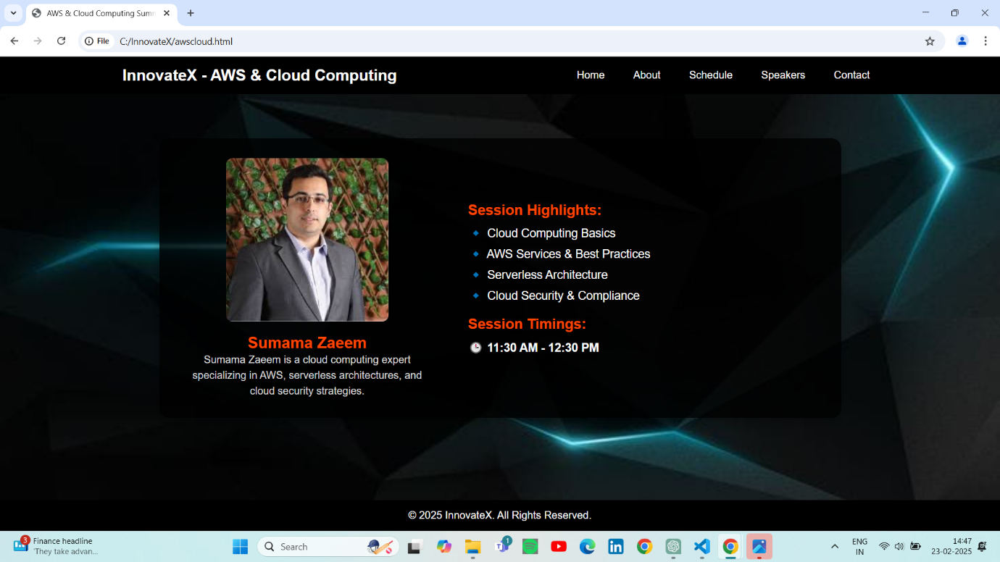 AWS & Cloud Computing Sum
File
C:/InnovateX/awscloud.html
InnovateX - AWS & Cloud Computing
Home
About
Schedule
Speakers
Contact
Session Highlights:
Cloud Computing Basics
AWS Services & Best Practices
Serverless Architecture
Cloud Security & Compliance
Session Timings:
11:30 AM - 12:30 PM
Sumama Zaeem
Sumama Zaeem is a cloud computing expert
specializing in AWS, serverless architectures, and
cloud security strategies.
© 2025 InnovateX. All Rights Reserved.
3
Finance headline
'They take advan...
Search
1
ENG
IN
14:47
23-02-2025